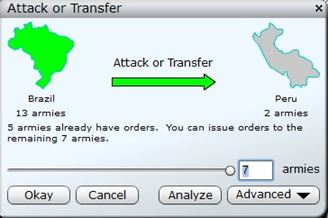 Attack or Transfer
Attack or Transfer
Brazil
Peru
13 armies
2 armies
5 armies already have orders.  You can issue orders to the
remaining 7 armies.
7 armies
Okay Cancel Analyze Advanced